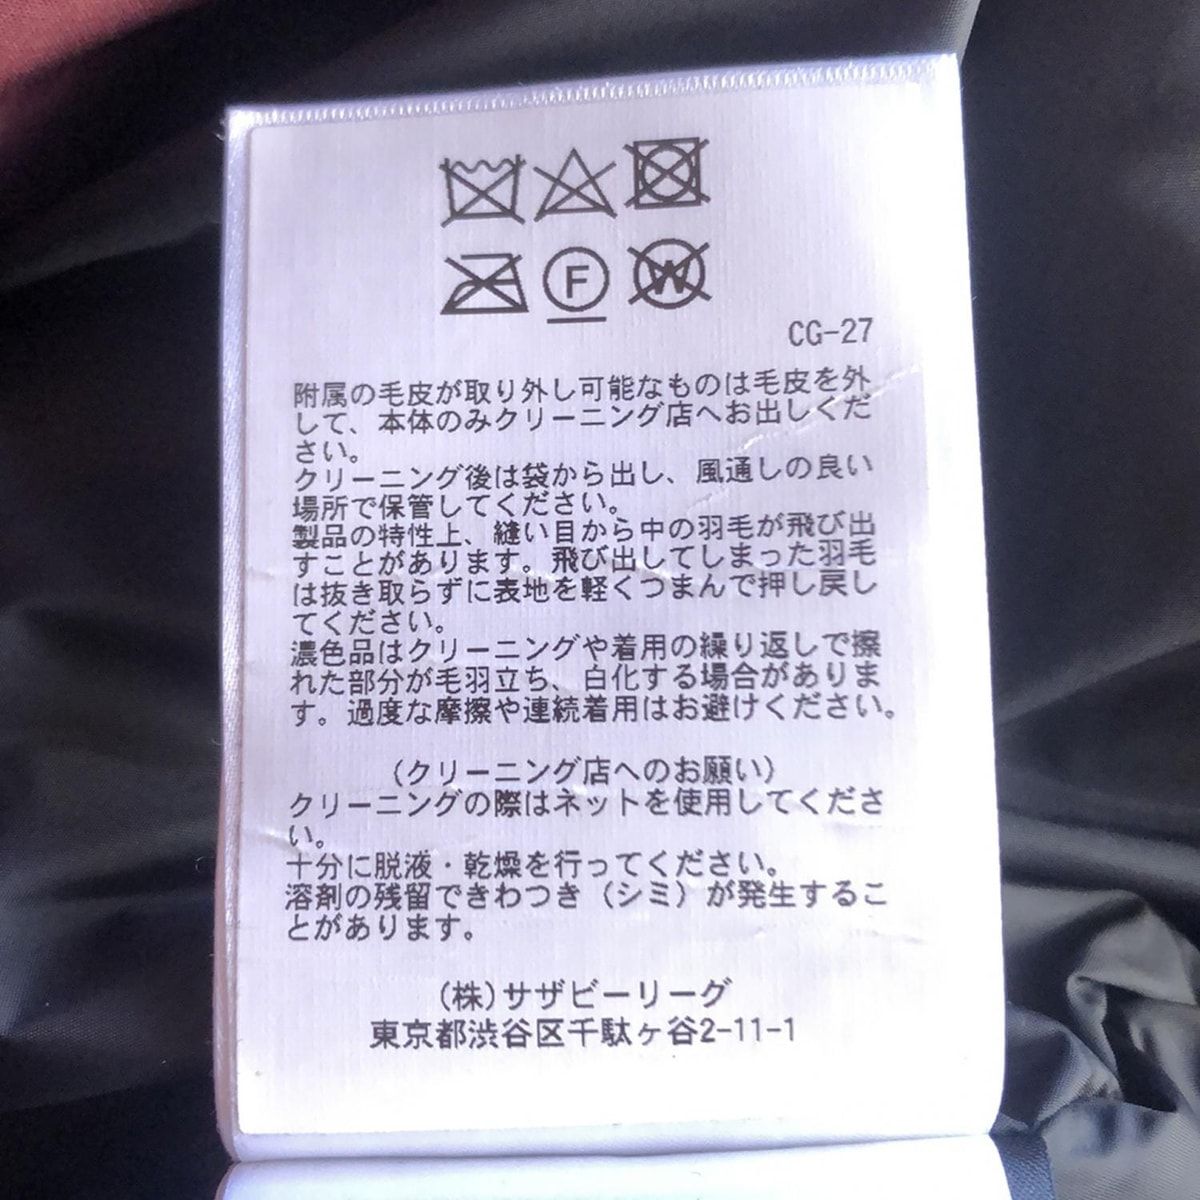 F
W
CG-27
附属の毛皮が取り外し可能なものは毛皮を外
して、本体のみクリーニング店へお出しくだ
さい。
クリーニング後は袋から出し、風通しの良い
場所で保管してください。
製品の特性上、縫い目から中の羽毛が飛び出
すことがあります。飛び出してしまった羽毛
は抜き取らずに表地を軽くつまんで押し戻し
てください。
濃色品はクリーニングや着用の繰り返しで擦
れた部分が毛羽立ち、白化する場合がありま
す。過度な摩擦や連続着用はお避けください。
(クリーニング店へのお願い)
クリーニングの際はネットを使用してくださ
い。
十分に脱液・乾燥を行ってください。
溶剤の残留できわつき（シミ）が発生するこ
とがあります。
(株)サザビーリーグ
東京都渋谷区千駄ヶ谷2-11-1